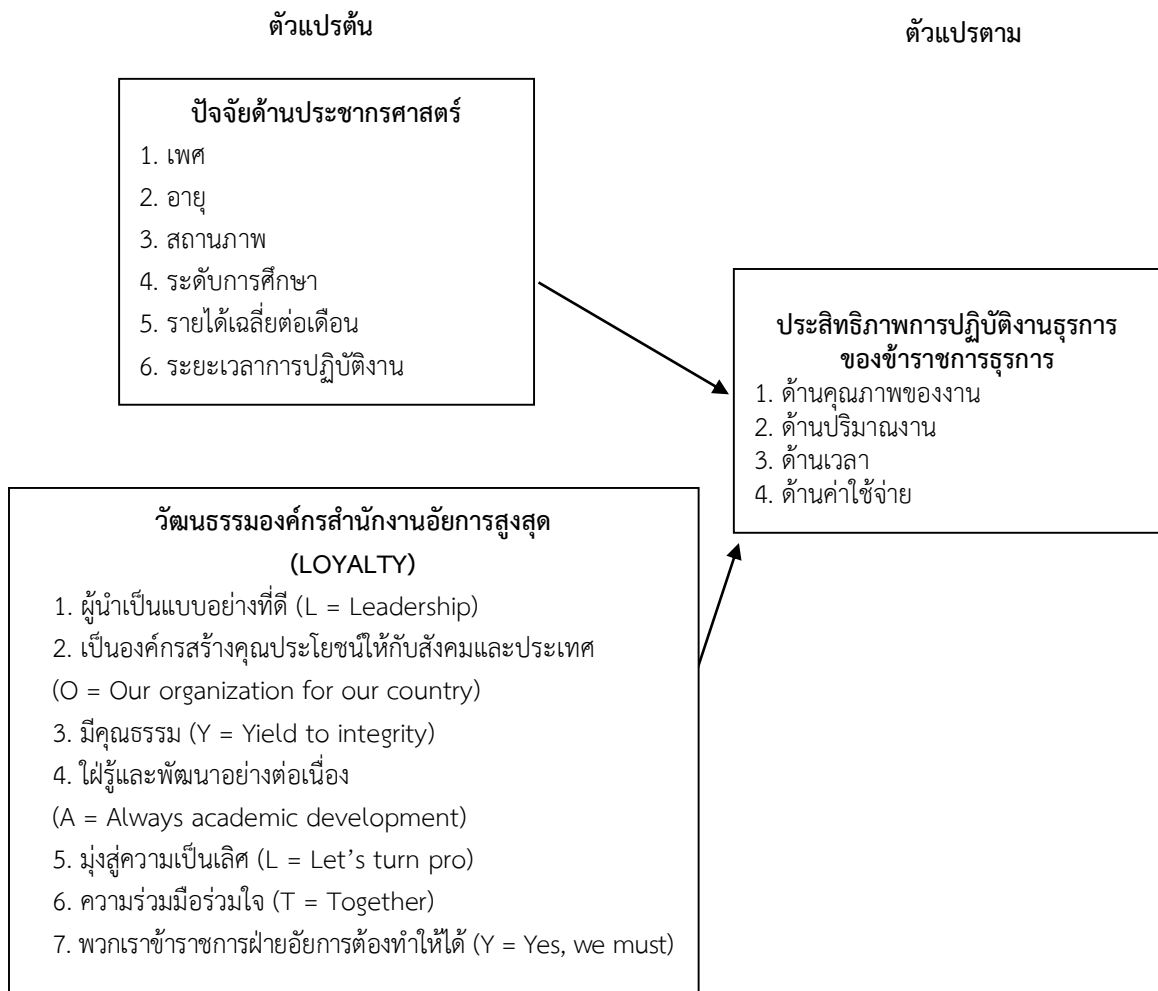 ตัวแปรต้น
ตัวแปรตาม
ปัจจัยด้านประชากรศาสตร์
1. เพศ
2. อายุ
3. สถานภาพ
4. ระดับการศึกษา
5. รายได้เฉลี่ยต่อเดือน
6. ระยะเวลาการปฏิบัติงาน
ประสิทธิภาพการปฏิบัติงานธุรการ
ของข้าราชการธุรการ
1. ด้านคุณภาพของงาน
2. ด้านปริมาณงาน
3. ด้านเวลา
4. ด้านค่าใช้จ่าย
วัฒนธรรมองค์กรสำนักงานอัยการสูงสุด
(LOYALTY)
1. ผู้นำเป็นแบบอย่างที่ดี (L = Leadership)
2. เป็นองค์กรสร้างคุณประโยชน์ให้กับสังคมและประเทศ
(O = Our organization for our country)
3. มีคุณธรรม (Y = Yield to integrity)
4. ใฝ่รู้และพัฒนาอย่างต่อเนื่อง
(A = Always academic development)
5. มุ่งสู่ความเป็นเลิศ (L = Let’s turn pro)
6. ความร่วมมือร่วมใจ (T = Together)
7. พวกเราข้าราชการฝ่ายอัยการต้องทำให้ได้ (Y = Yes, we must)